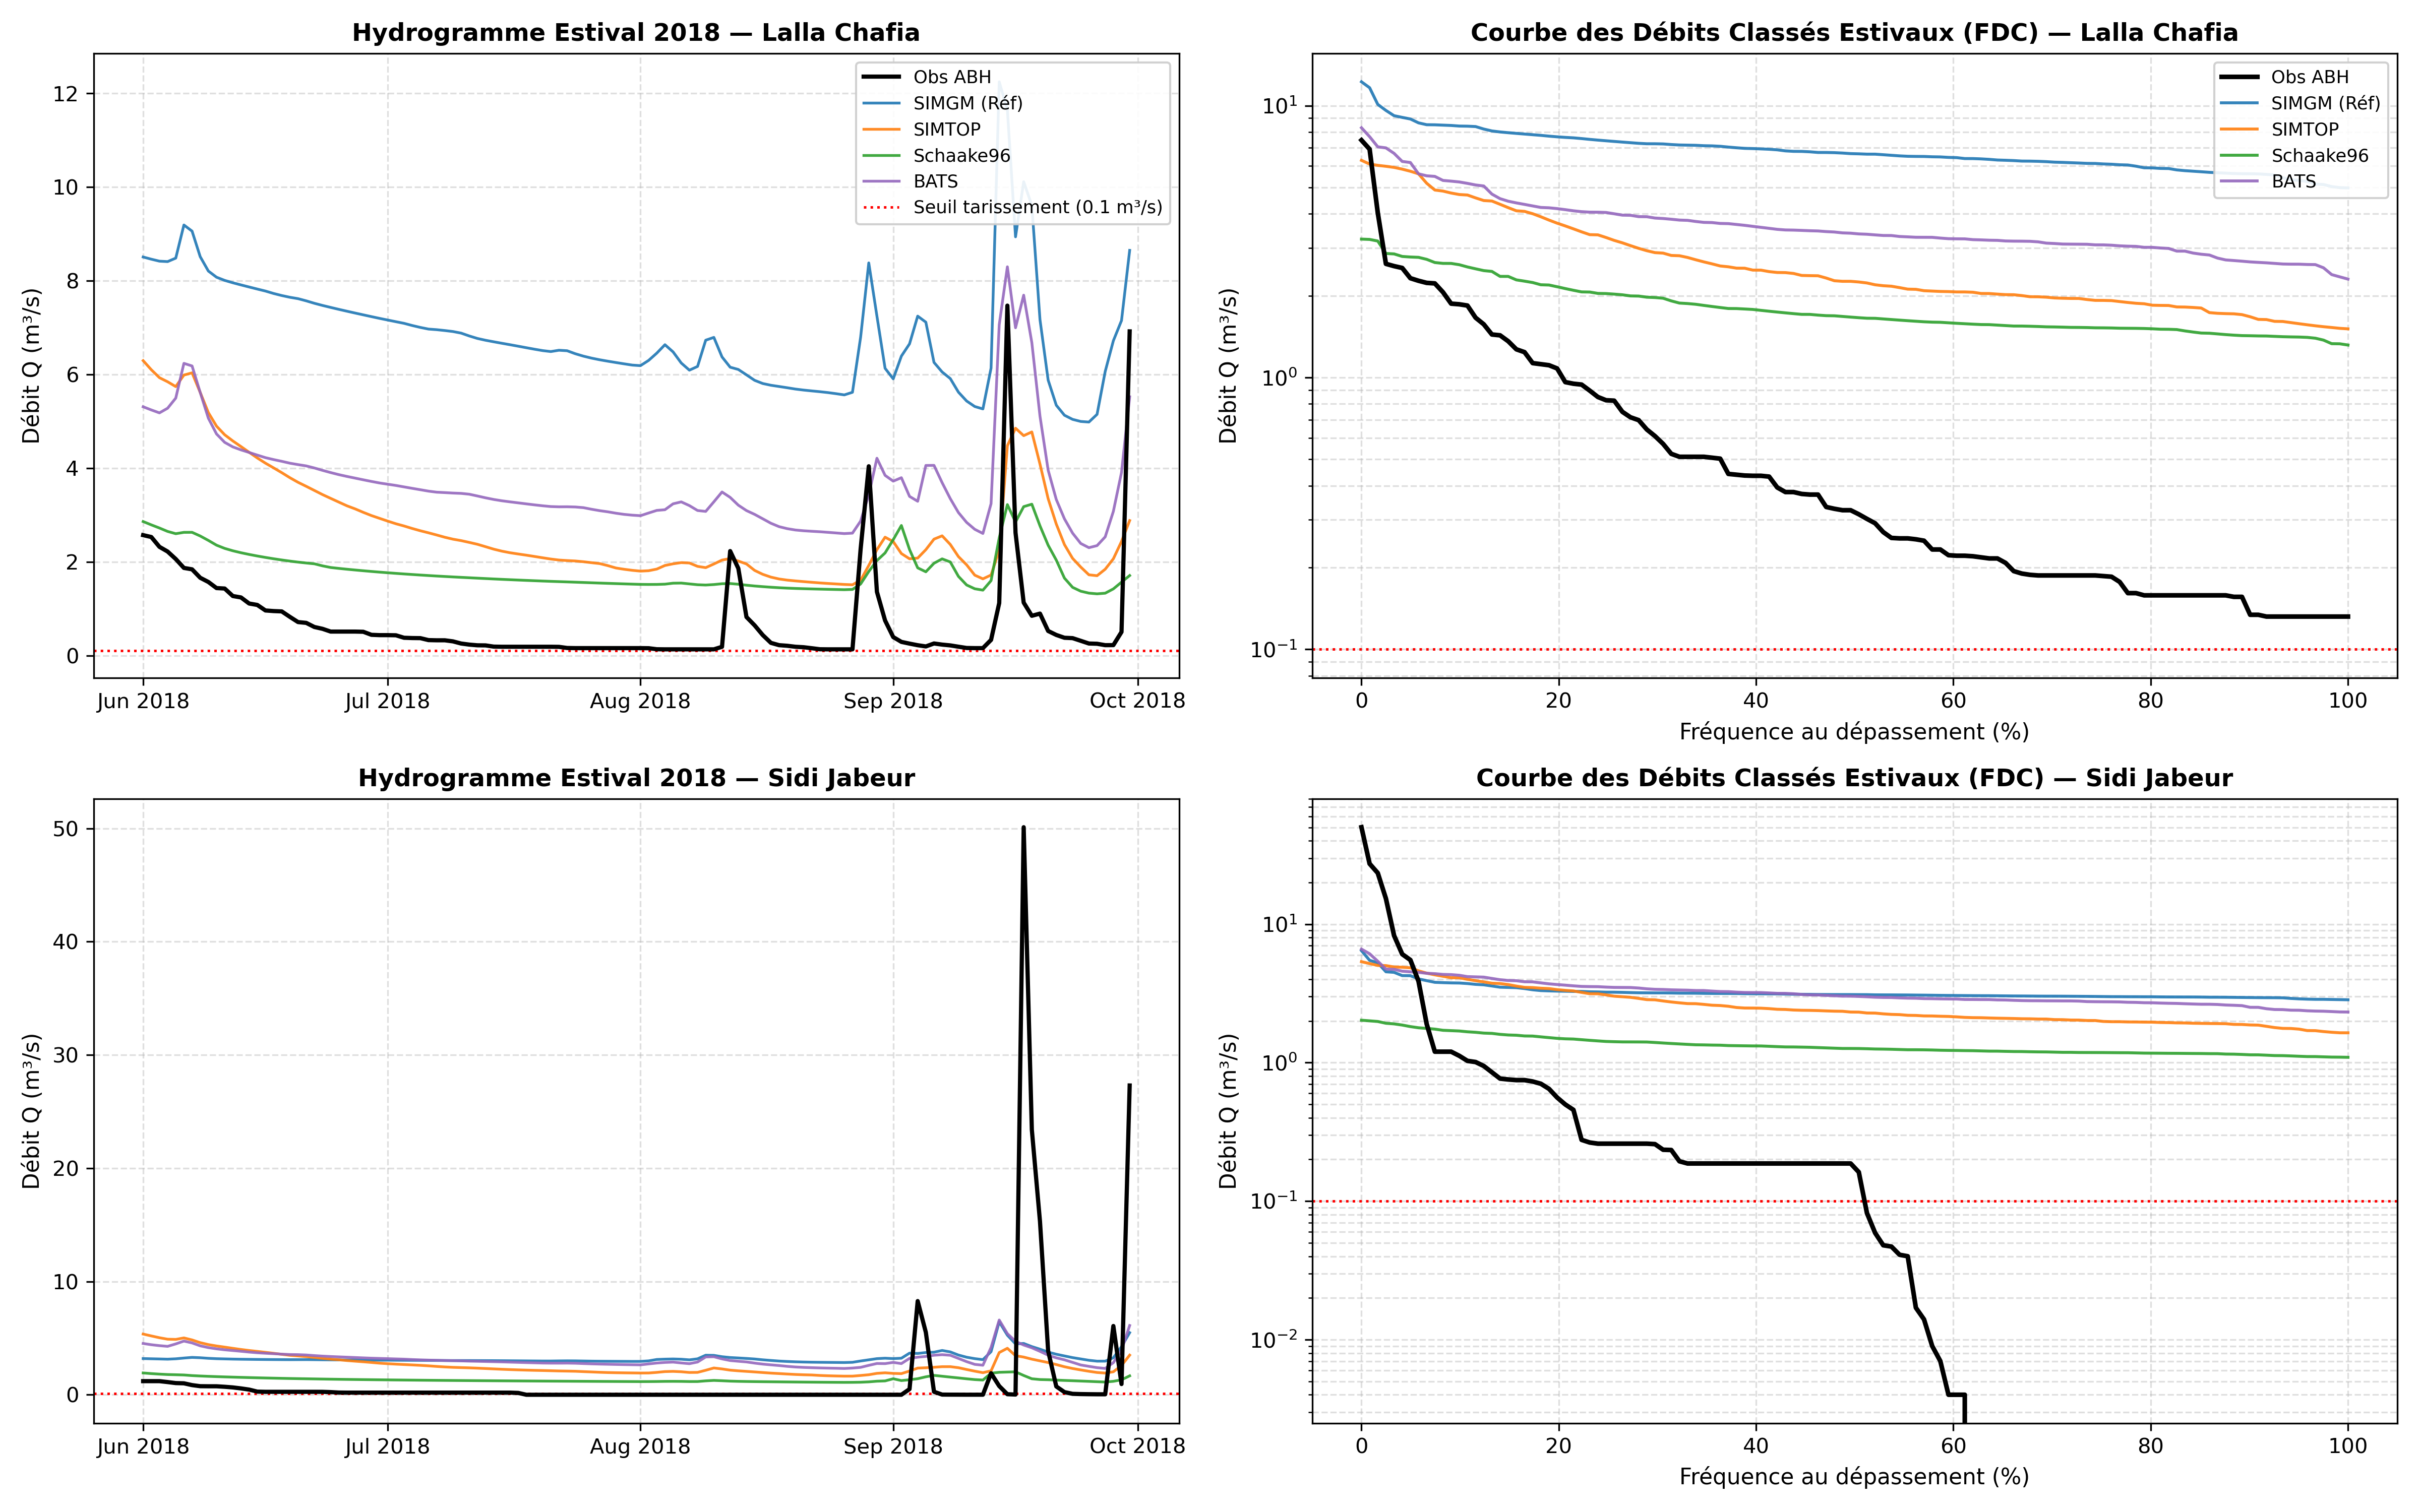 Hydrogramme Estival 2018 — Lalla Chafia
Débit Q (m³/s)
12
10
8
6
4
2
0
Jun 2018
Jul 2018
Aug 2018
Sep 2018
Oct 2018
Obs ABH
SIMGM (Réf)
SIMTOP
Schaake96
BATS
Seuil tarissement (0.1 m³/s)
Courbe des Débits Classés Estivaux (FDC) — Lalla Chafia
Débit Q (m³/s)
10¹
10⁰
10⁻¹
0
20
40
60
80
100
Fréquence au dépassement (%)
Obs ABH
SIMGM (Réf)
SIMTOP
Schaake96
BATS
Hydrogramme Estival 2018 — Sidi Jabeur
Débit Q (m³/s)
50
40
30
20
10
0
Jun 2018
Jul 2018
Aug 2018
Sep 2018
Oct 2018
Courbe des Débits Classés Estivaux (FDC) — Sidi Jabeur
Débit Q (m³/s)
10¹
10⁰
10⁻¹
10⁻²
0
20
40
60
80
100
Fréquence au dépassement (%)